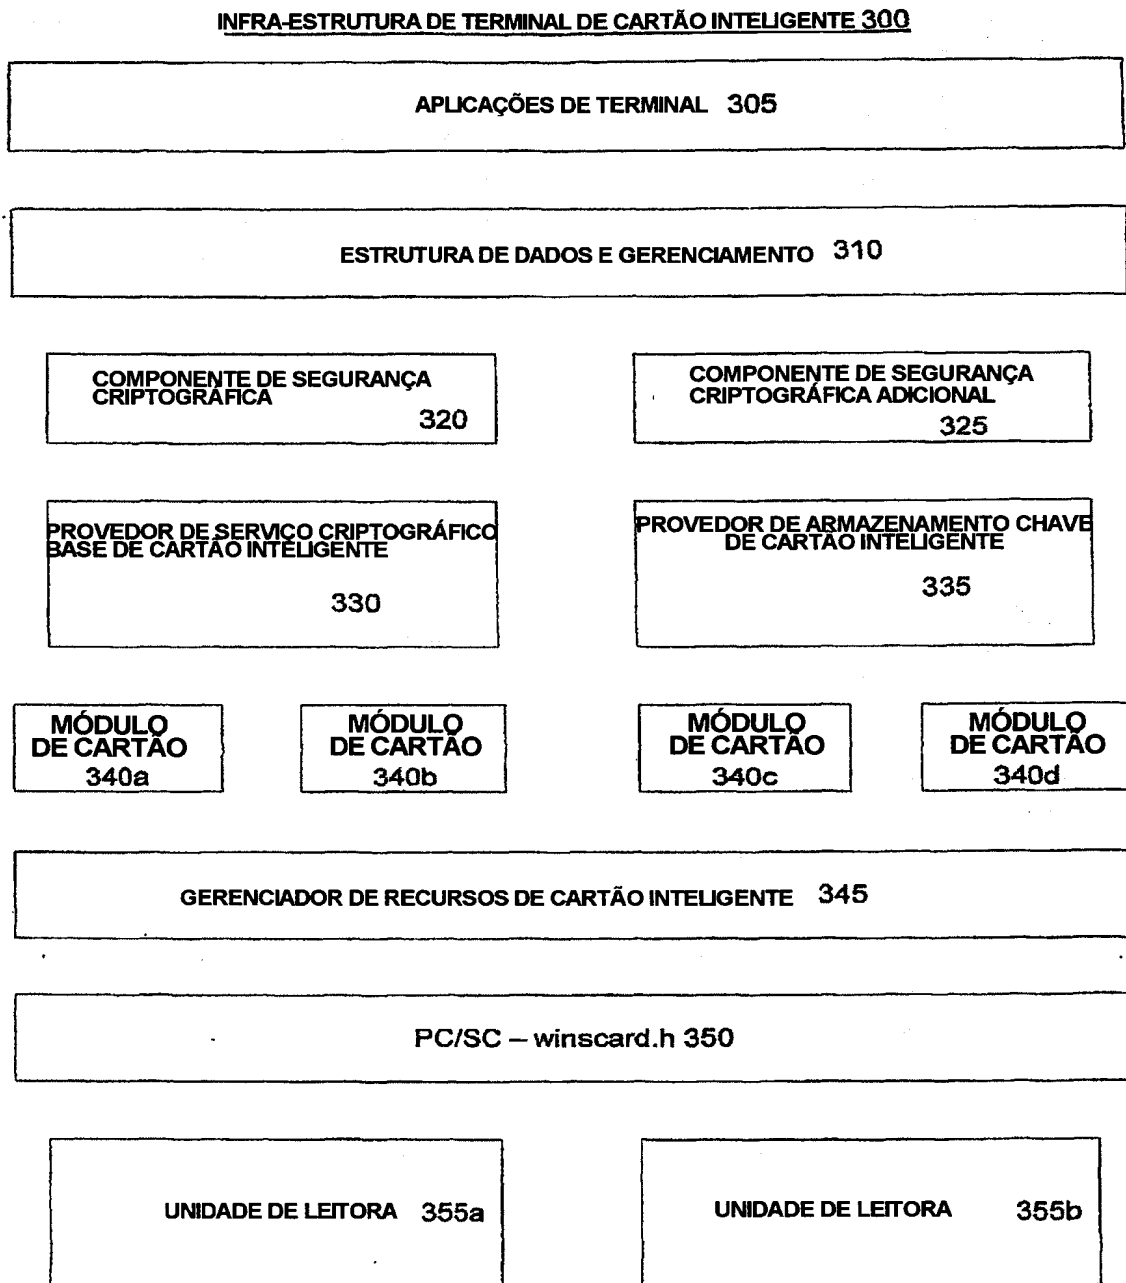 INFRA-ESTRUTURA DE TERMINAL DE CARTÃO INTELIGENTE 300
APLICAÇÕES DE TERMINAL 305
ESTRUTURA DE DADOS E GERENCIAMENTO 310
COMPONENTE DE SEGURANÇA
CRIPTOGRÁFICA
320
COMPONENTE DE SEGURANÇA
CRIPTOGRÁFICA ADICIONAL
325
PROVEDOR DE SERVIÇO CRIPTOGRÁFICO
BASE DE CARTÃO INTELIGENTE
330
PROVEDOR DE ARMAZENAMENTO CHAVE
DE CARTÃO INTELIGENTE
335
MÓDULO
DE CARTÃO
340a
MÓDULO
DE CARTÃO
340b
MÓDULO
DE CARTÃO
340c
MÓDULO
DE CARTÃO
340d
GERENCIADOR DE RECURSOS DE CARTÃO INTELIGENTE 345
PC/SC – winscard.h 350
UNIDADE DE LEITORA 355a
UNIDADE DE LEITORA 355b